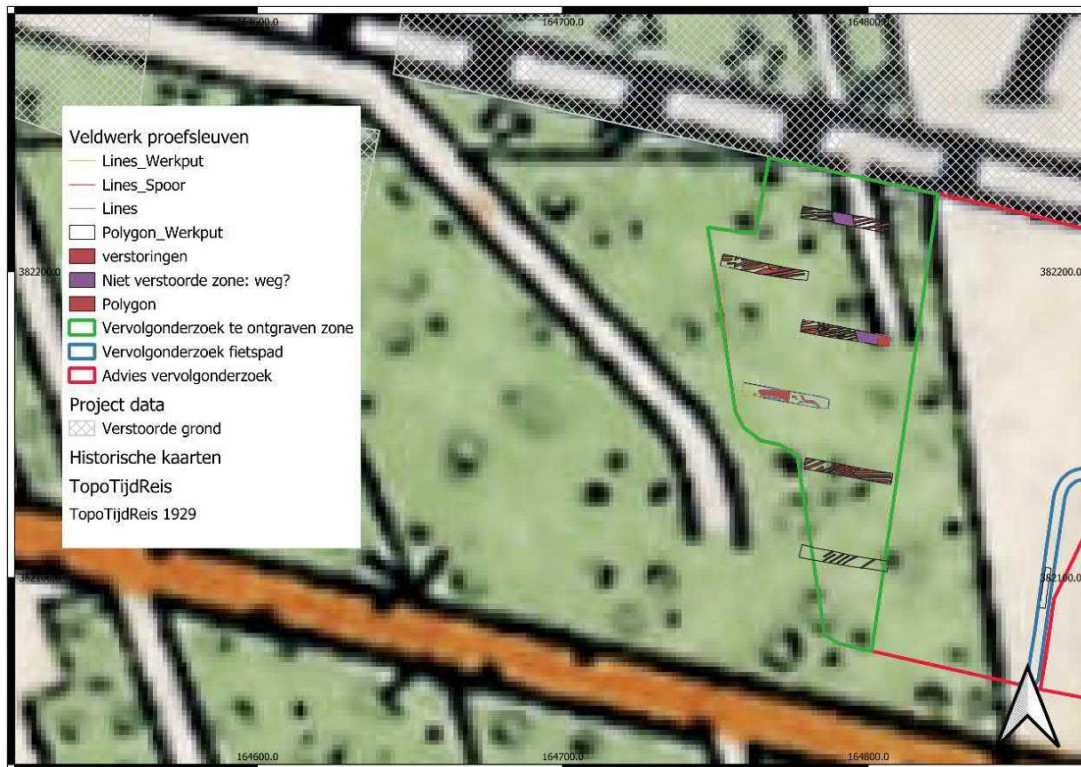 164600.0
164700.0
164800.0
Veldwerk proefsleuven
Lines_Werkput
Lines_Spoor
Lines
Polygon_Werkput
verstoringen
Niet verstoorde zone: weg?
Polygon
Vervolgonderzoek te ontgraven zone
Vervolgonderzoek fietspad
Advies vervolgonderzoek
Project data
Verstoorde grond
Historische kaarten
TopoTijdReis
TopoTijdReis 1929
382200.0
382200.0
382100.0
382100.0
164600.0
164700.0
164800.0